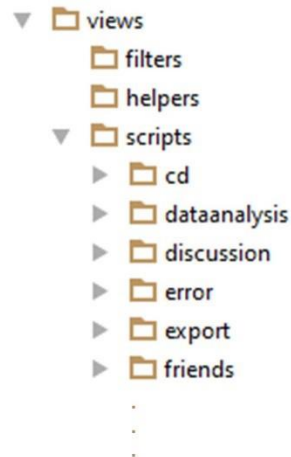 views
filters
helpers
scripts
cd
dataanalysis
discussion
error
export
friends